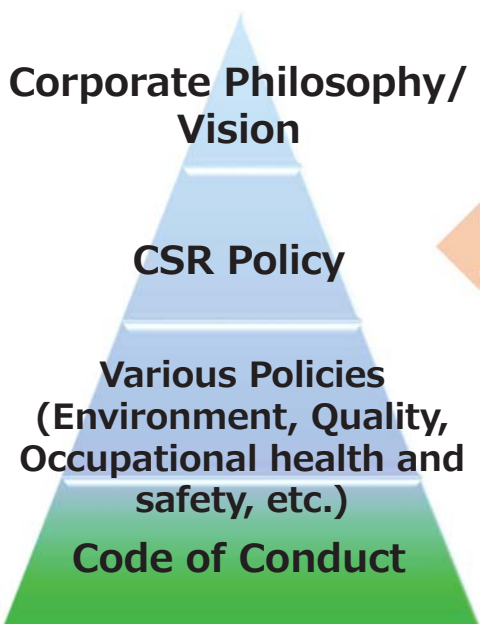 Corporate Philosophy/
Vision
CSR Policy
Various Policies
(Environment, Quality,
Occupational health and
safety, etc.)
Code of Conduct